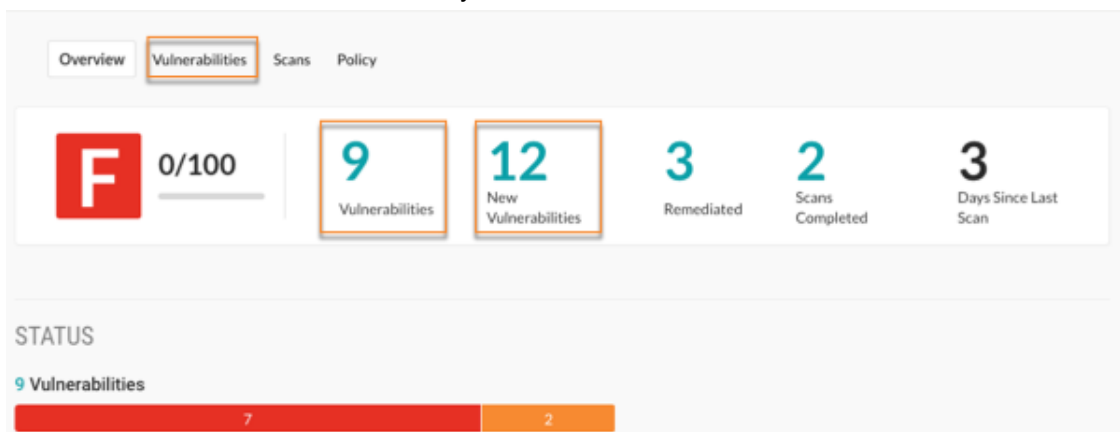 Overview Vulnerabilities Scans Policy
F 0/100
9 12 3 2 3
Vulnerabilities New Vulnerabilities Remediated Scans Completed Days Since Last Scan
STATUS
9 Vulnerabilities
7 2